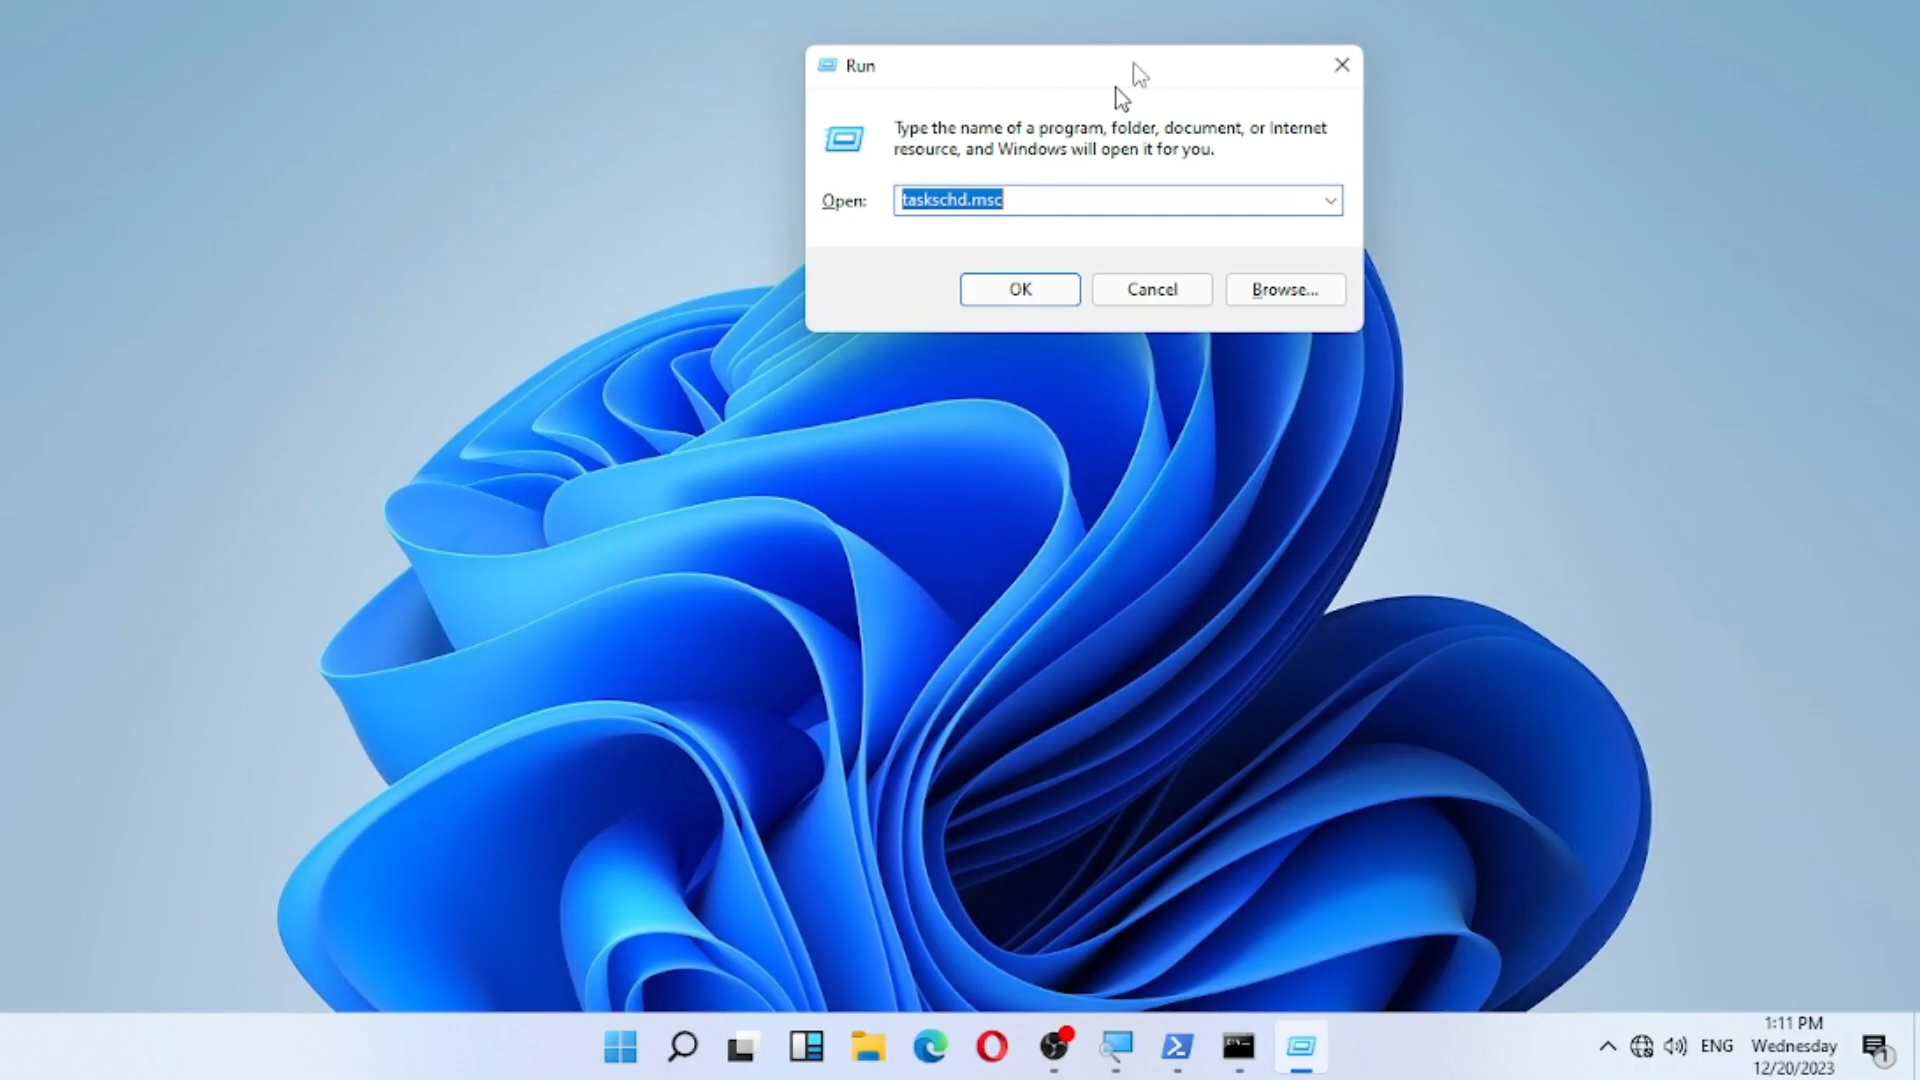 Run
Type the name of a program, folder, document, or Internet
resource, and Windows will open it for you.
Open: taskschd.msc
OK Cancel Browse...
1:11 PM
ENG Wednesday
12/20/2023
1